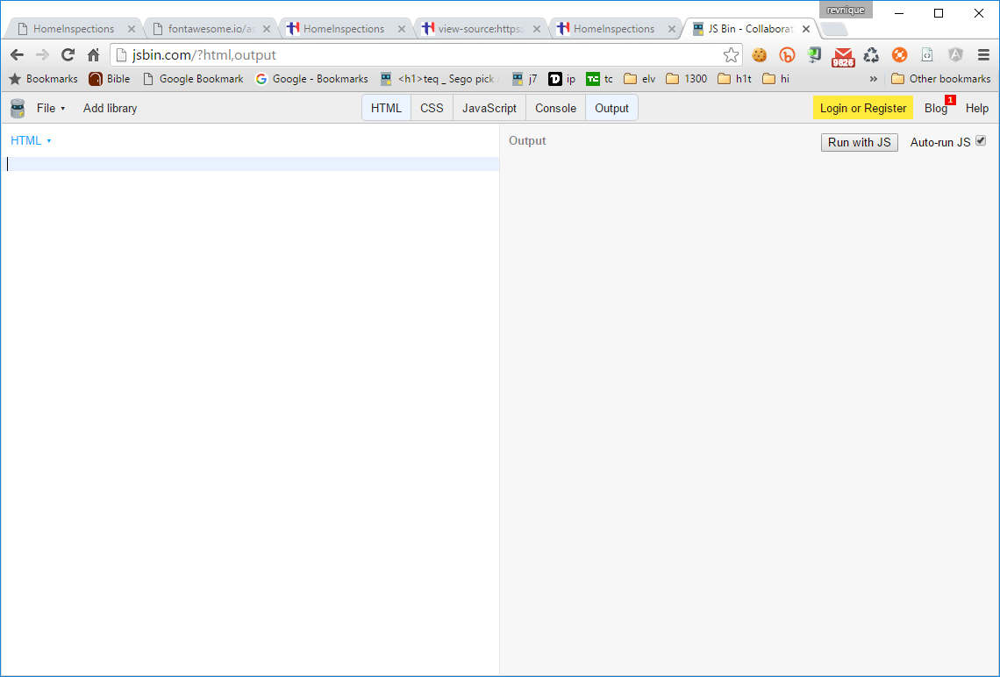 revnique
HomeInspections fontawesome.io/as HomeInspections view-source:https: HomeInspections JS Bin - Collaborat
jsbin.com/?html,output
9826
Bookmarks Bible Google Bookmark Google - Bookmarks <h1>teq _ Sego pick j7 ip TC tc elv 1300 h1t hi » Other bookmarks
File Add library HTML CSS JavaScript Console Output Login or Register Blog 1 Help
HTML Output Run with JS Auto-run JS